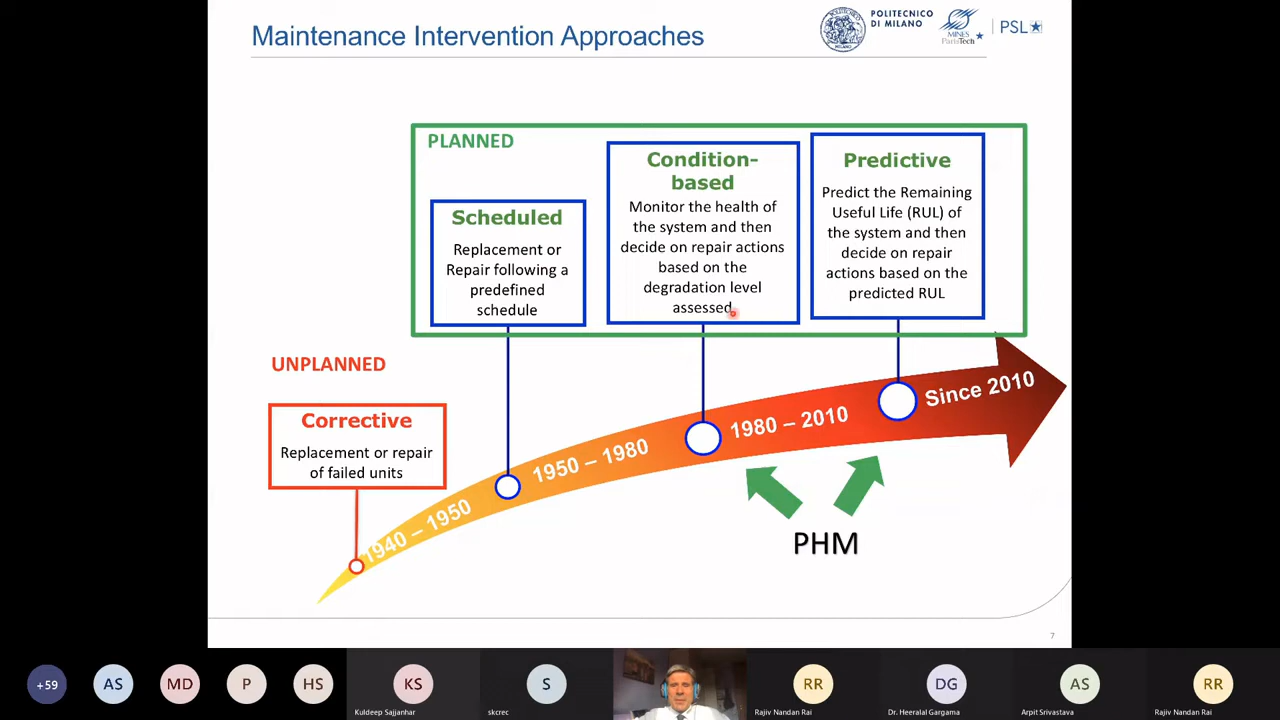 Maintenance Intervention Approaches
POLITECNICO
DI MILANO
MINES
ParisTech
PSL
PLANNED
Scheduled
Replacement or
Repair following a
predefined
schedule
Condition-
based
Monitor the health of
the system and then
decide on repair actions
based on the
degradation level
assessed.
Predictive
Predict the Remaining
Useful Life (RUL) of
the system and then
decide on repair
actions based on the
predicted RUL
UNPLANNED
Corrective
Replacement or repair
of failed units
1940 – 1950
1950 – 1980
1980 – 2010
Since 2010
PHM
7
+59
AS
MD
P
HS
KS
Kuldeep Sajjanhar
S
skcrec
RR
Rajiv Nandan Rai
DG
Dr. Heeralal Gargama
AS
Arpit Srivastava
RR
Rajiv Nandan Rai